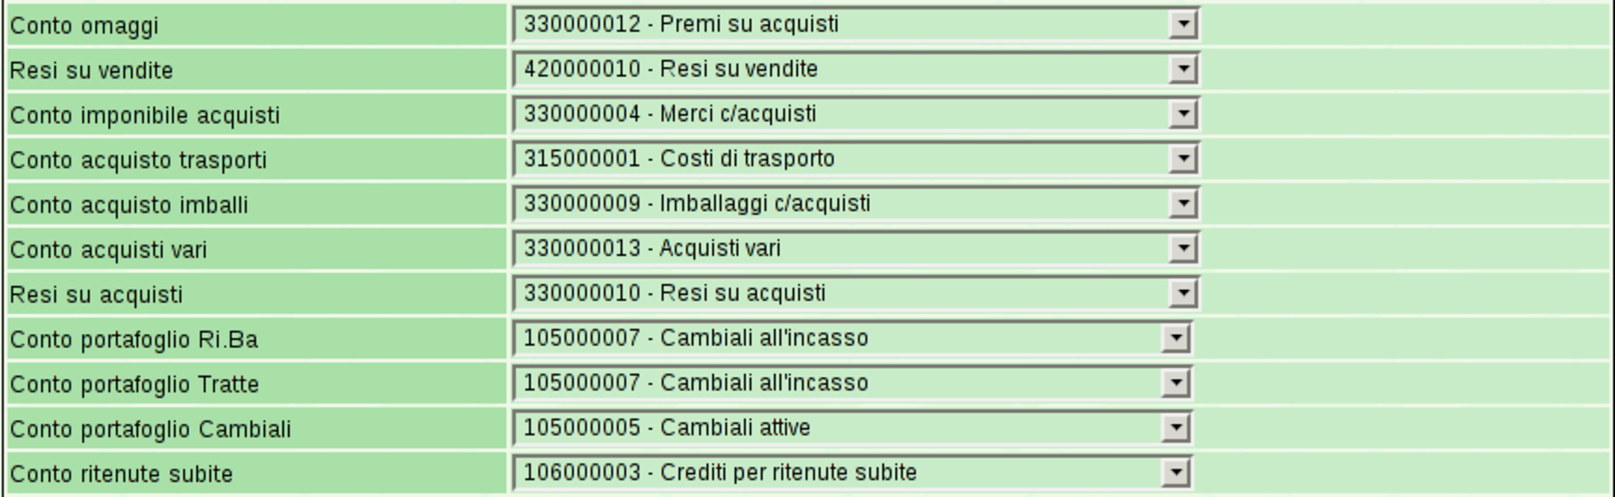 Conto omaggi 330000012 - Premi su acquisti
Resi su vendite 420000010 - Resi su vendite
Conto imponibile acquisti 330000004 - Merci c/acquisti
Conto acquisto trasporti 315000001 - Costi di trasporto
Conto acquisto imballi 330000009 - Imballaggi c/acquisti
Conto acquisti vari 330000013 - Acquisti vari
Resi su acquisti 330000010 - Resi su acquisti
Conto portafoglio Ri.Ba 105000007 - Cambiali all'incasso
Conto portafoglio Tratte 105000007 - Cambiali all'incasso
Conto portafoglio Cambiali 105000005 - Cambiali attive
Conto ritenute subite 106000003 - Crediti per ritenute subite